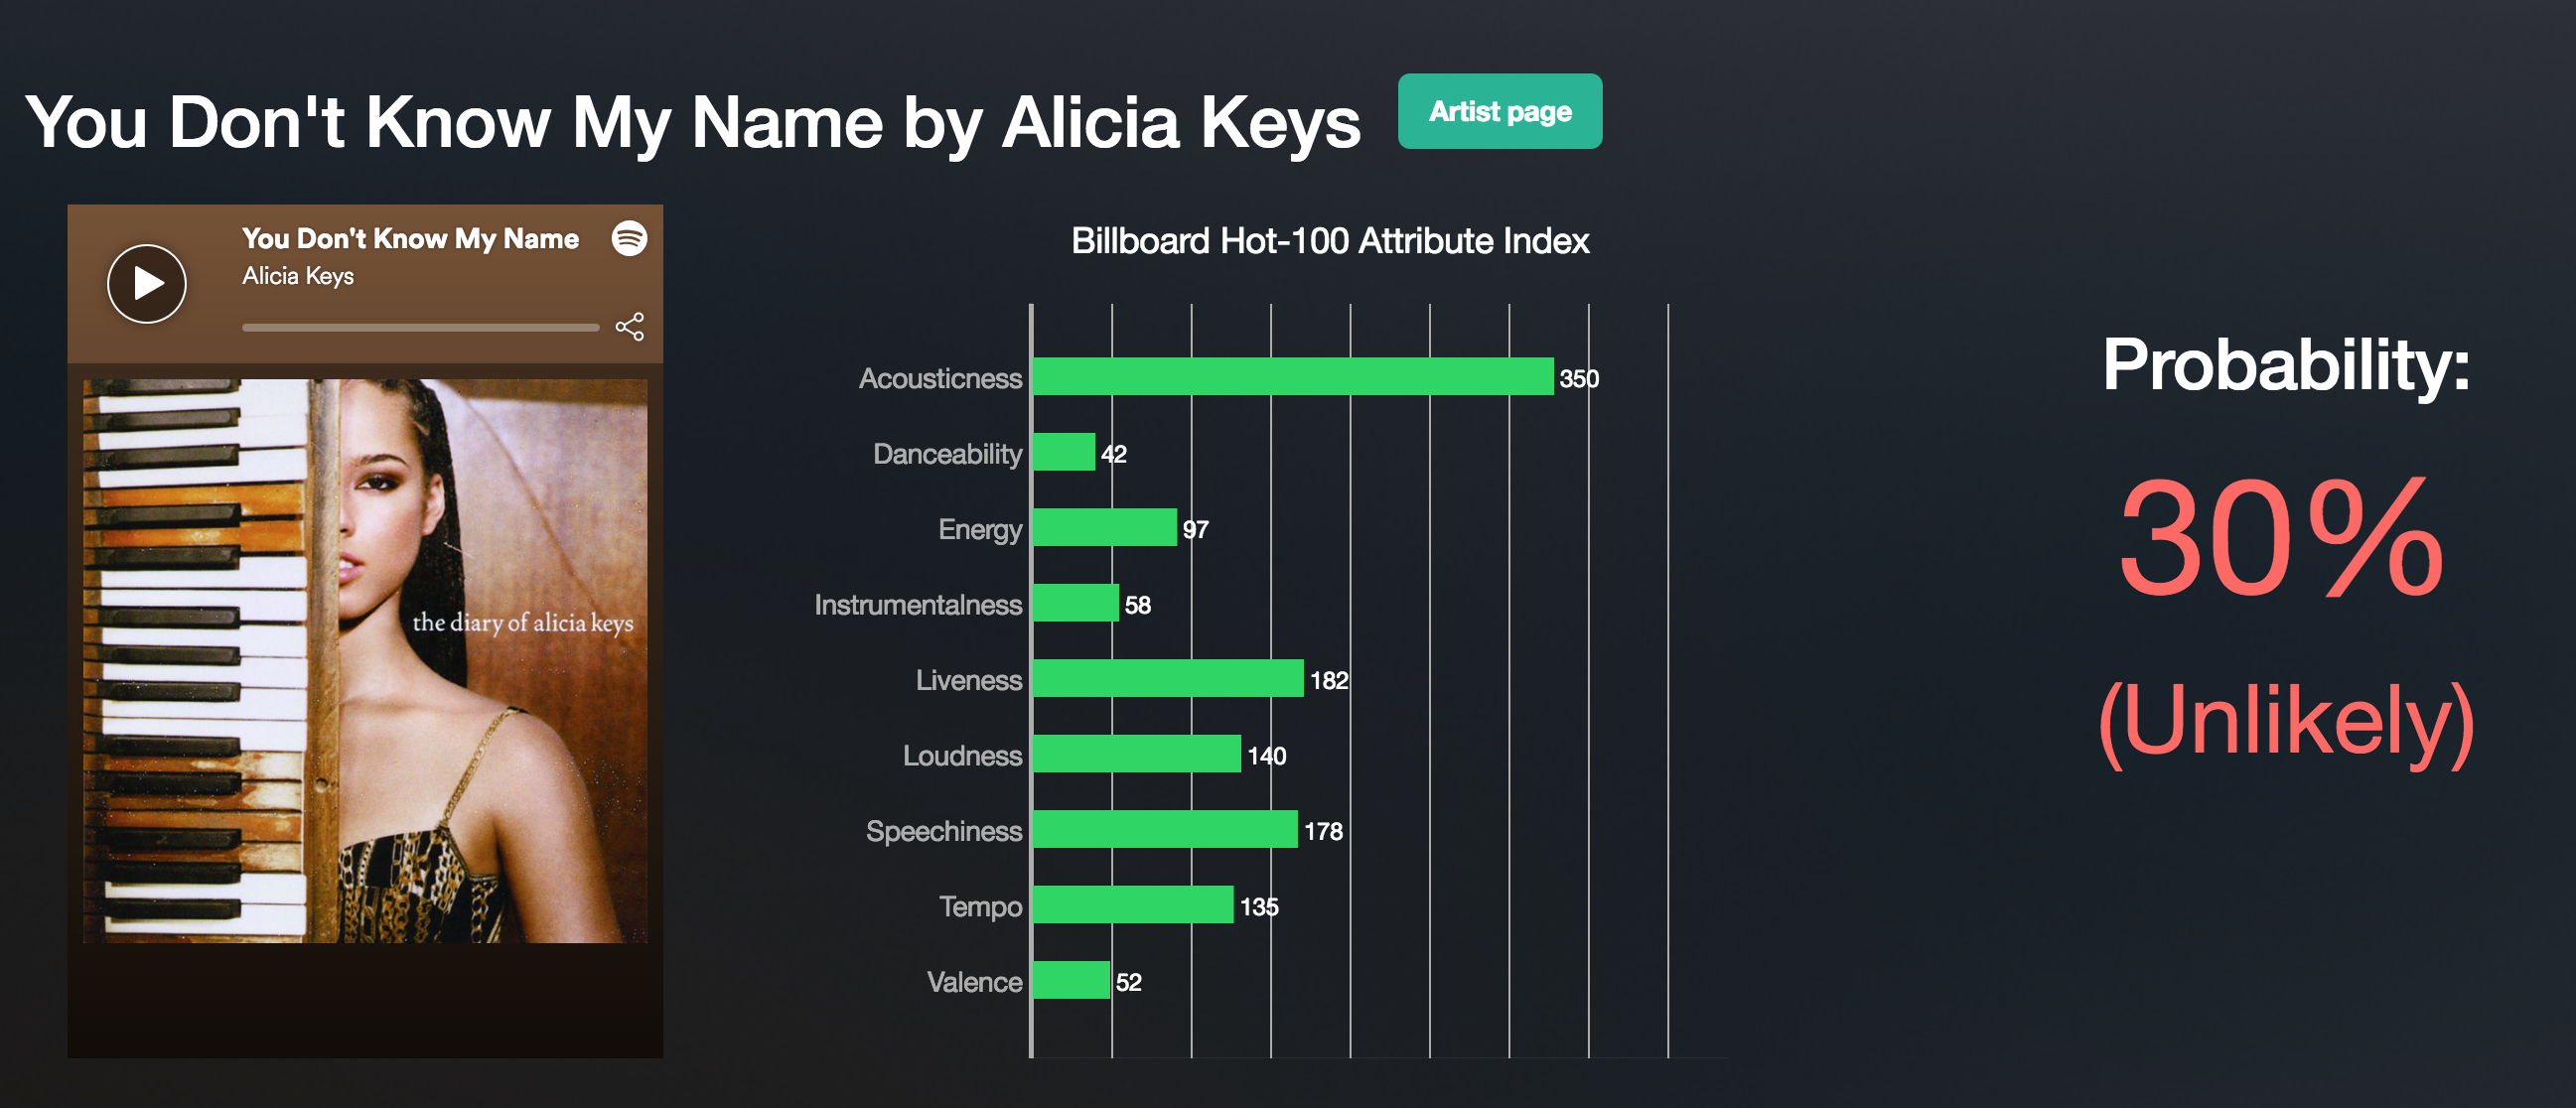 You Don't Know My Name by Alicia Keys
Artist page
You Don't Know My Name
Alicia Keys
the diary of alicia keys
Billboard Hot-100 Attribute Index
Acousticness 350
Danceability 42
Energy 97
Instrumentalness 58
Liveness 182
Loudness 140
Speechiness 178
Tempo 135
Valence 52
Probability:
30%
(Unlikely)